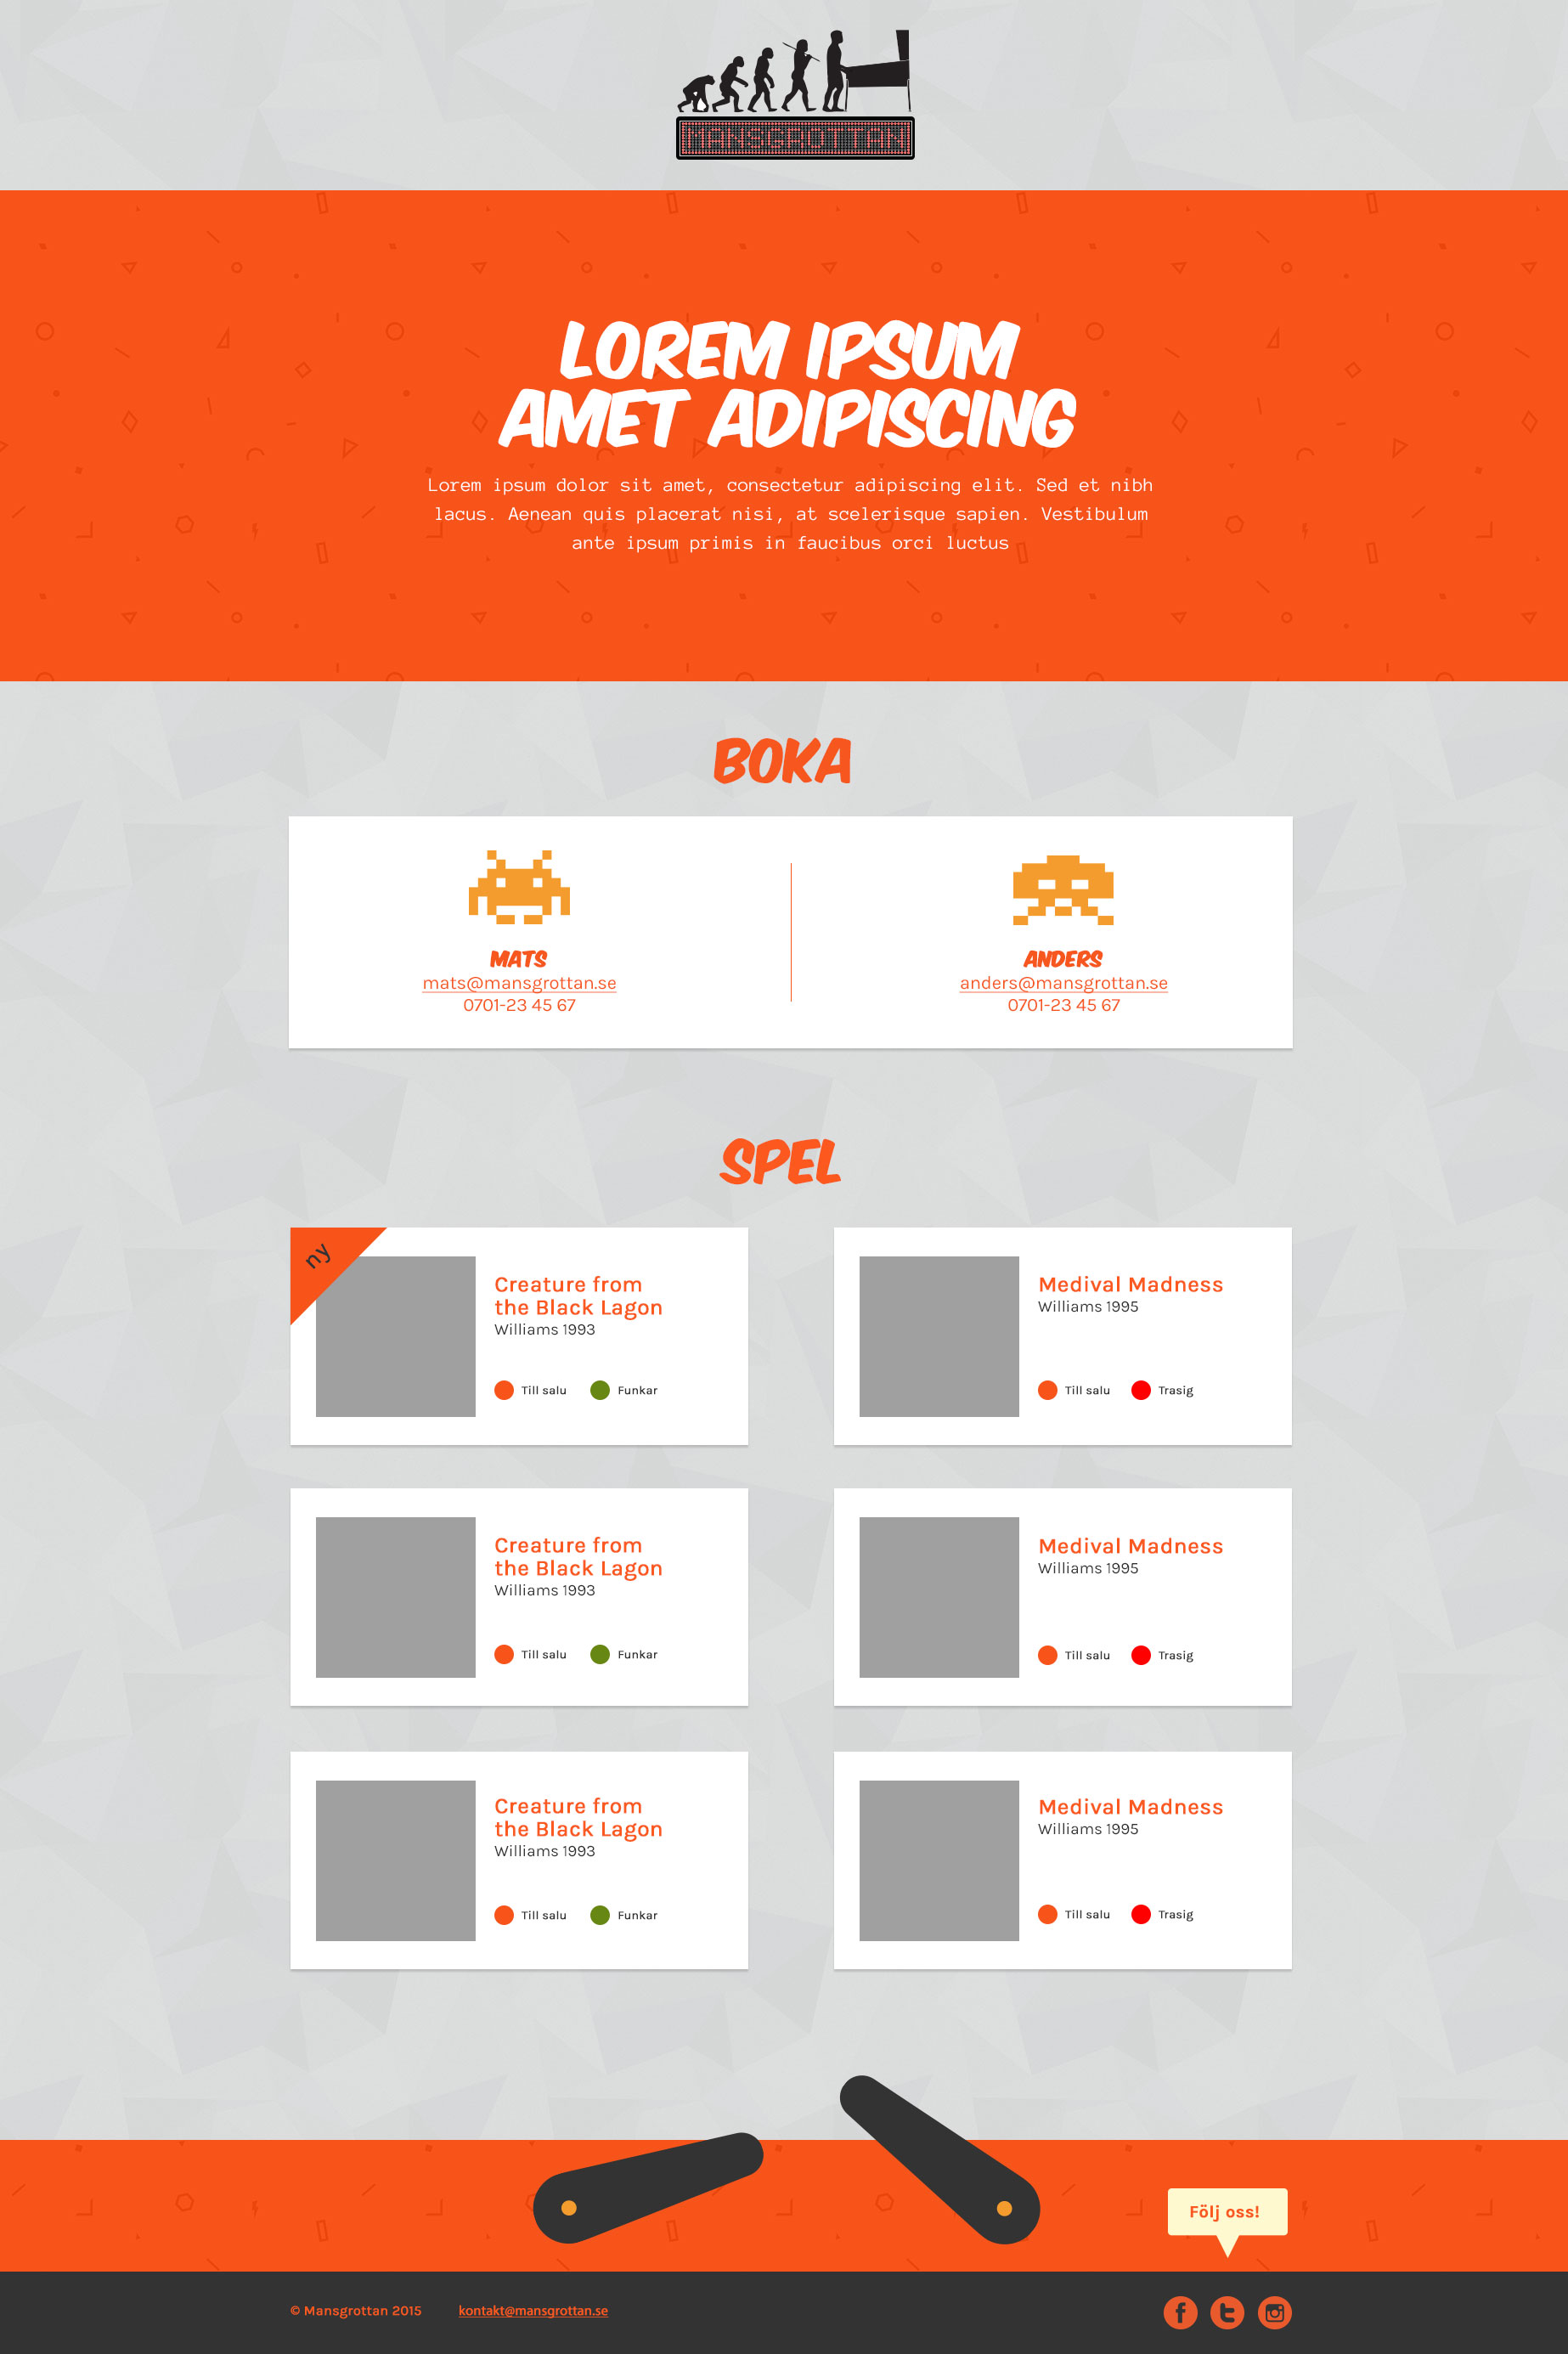 MANSGROTTAN
LOREM IPSUM
AMET ADIPISCING
Lorem ipsum dolor sit amet, consectetur adipiscing elit. Sed et nibh
lacus. Aenean quis placerat nisi, at scelerisque sapien. Vestibulum
ante ipsum primis in faucibus orci luctus
BOKA
MATS
mats@mansgrottan.se
0701-23 45 67
ANDERS
anders@mansgrottan.se
0701-23 45 67
SPEL
ny
Creature from
the Black Lagon
Williams 1993
Till salu Funkar
Medival Madness
Williams 1995
Till salu Trasig
Creature from
the Black Lagon
Williams 1993
Till salu Funkar
Medival Madness
Williams 1995
Till salu Trasig
Creature from
the Black Lagon
Williams 1993
Till salu Funkar
Medival Madness
Williams 1995
Till salu Trasig
Följ oss!
© Mansgrottan 2015 kontakt@mansgrottan.se